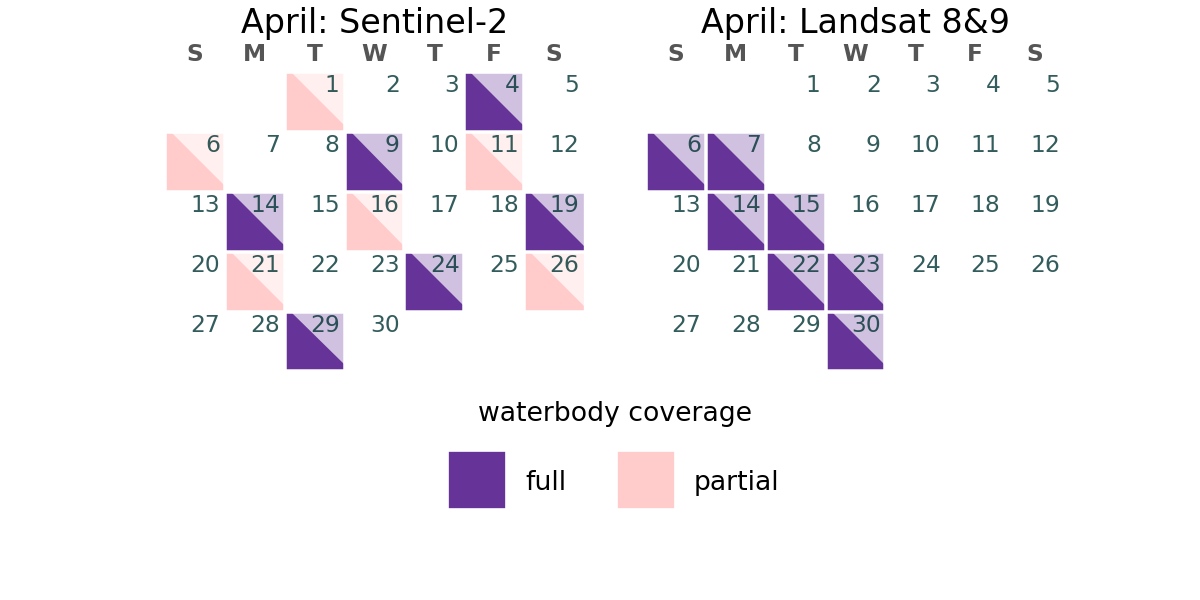 April: Sentinel-2
S M T W T F S
1 2 3 4 5
6 7 8 9 10 11 12
13 14 15 16 17 18 19
20 21 22 23 24 25 26
27 28 29 30
April: Landsat 8&9
S M T W T F S
1 2 3 4 5
6 7 8 9 10 11 12
13 14 15 16 17 18 19
20 21 22 23 24 25 26
27 28 29 30
waterbody coverage
full
partial